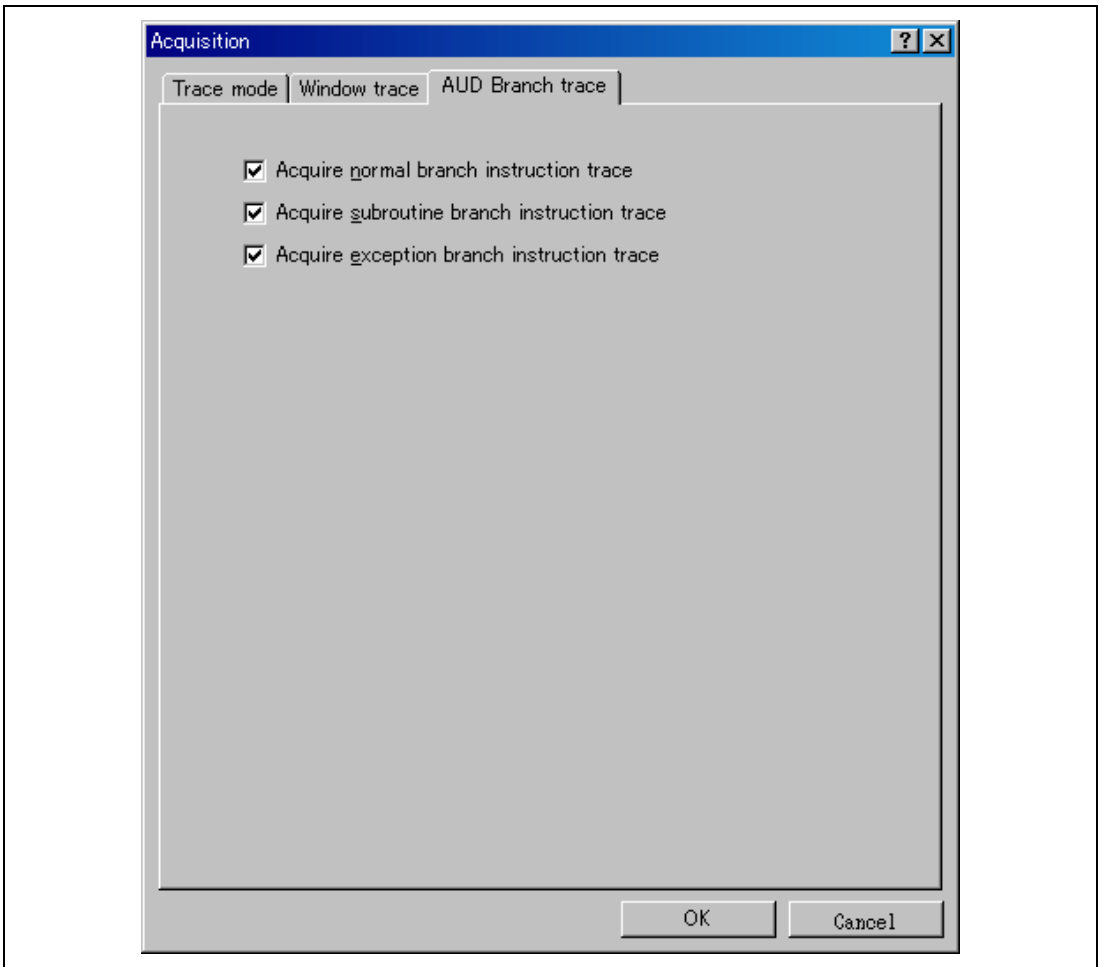 Acquisition
Trace mode Window trace AUD Branch trace
Acquire normal branch instruction trace
Acquire subroutine branch instruction trace
Acquire exception branch instruction trace
OK Cancel